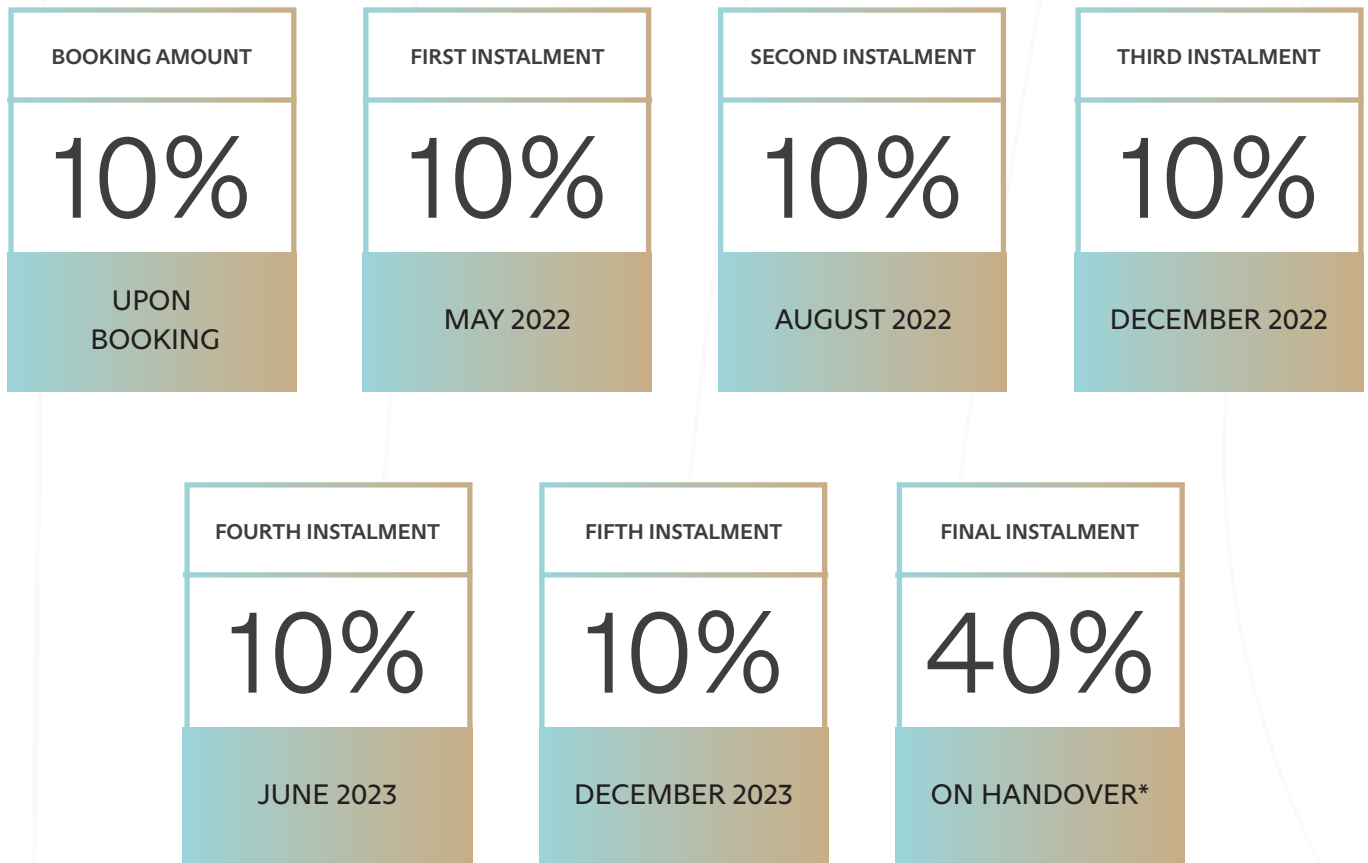 BOOKING AMOUNT
10%
UPON
BOOKING
FIRST INSTALMENT
10%
MAY 2022
SECOND INSTALMENT
10%
AUGUST 2022
THIRD INSTALMENT
10%
DECEMBER 2022
FOURTH INSTALMENT
10%
JUNE 2023
FIFTH INSTALMENT
10%
DECEMBER 2023
FINAL INSTALMENT
40%
ON HANDOVER*